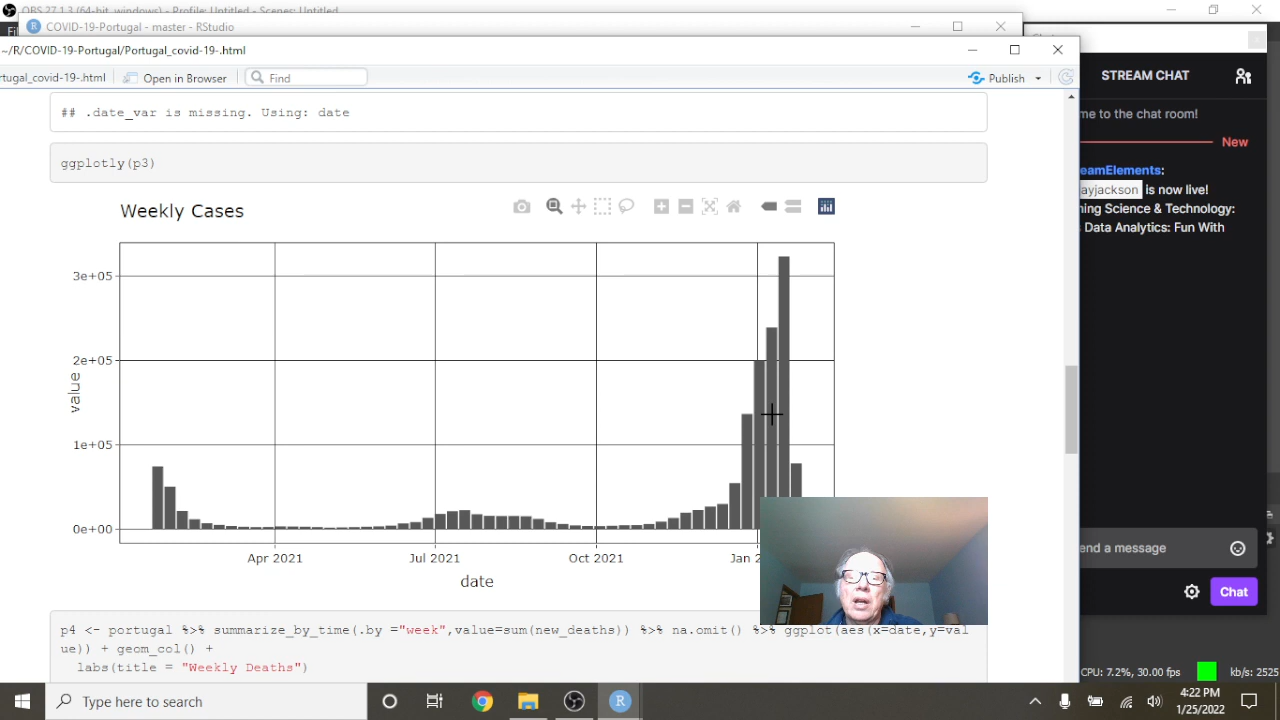 OBS 27.1.3 (64-bit, windows) - Profile: Untitled - Scenes: Untitled
COVID-19-Portugal - master - RStudio
~/R/COVID-19-Portugal/Portugal_covid-19-.html
rtugal_covid-19-.html
Open in Browser
Find
Publish
## .date_var is missing. Using: date
ggplotly(p3)
Weekly Cases
3e+05
2e+05
1e+05
0e+00
value
Apr 2021
Jul 2021
Oct 2021
Jan 2
date
p4 <- portugal %>% summarize_by_time(.by ="week",value=sum(new_deaths)) %>% na.omit() %>% ggplot(aes(x=date,y=val
ue)) + geom_col() +
labs(title = "Weekly Deaths")
STREAM CHAT
me to the chat room!
New
eamElements:
ayjackson is now live!
ning Science & Technology:
s Data Analytics: Fun With
end a message
Chat
CPU: 7.2%, 30.00 fps
kb/s: 2525
Type here to search
4:22 PM
1/25/2022